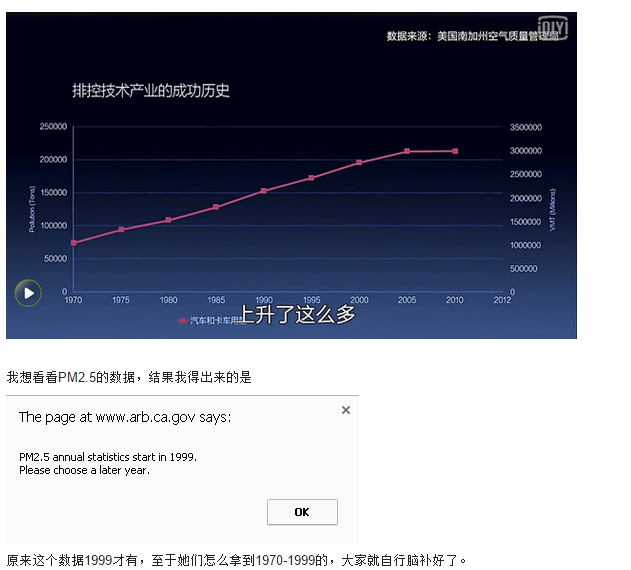 iQIYI
数据来源：美国南加州空气质量管理局
排控技术产业的成功历史
250000
200000
150000
100000
50000
0
Pollution (Tons)
3500000
3000000
2500000
2000000
1500000
1000000
500000
0
VMT (Millions)
1970 1975 1980 1985 1990 1995 2000 2005 2010 2012
汽车和卡车用
上升了这么多
我想看看PM2.5的数据，结果我得出来的是
The page at www.arb.ca.gov says:
PM2.5 annual statistics start in 1999.
Please choose a later year.
OK
原来这个数据1999才有，至于她们怎么拿到1970-1999的，大家就自行脑补好了。